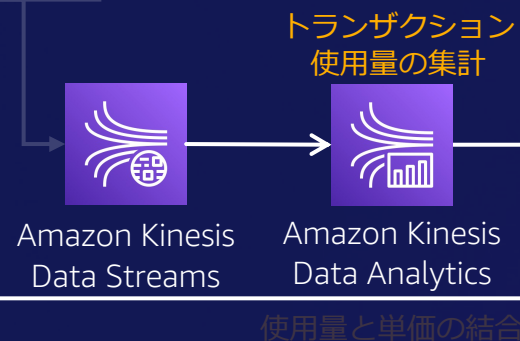 トランザクション
使用量の集計
Amazon Kinesis
Data Streams
Amazon Kinesis
Data Analytics
使用量と単価の結合